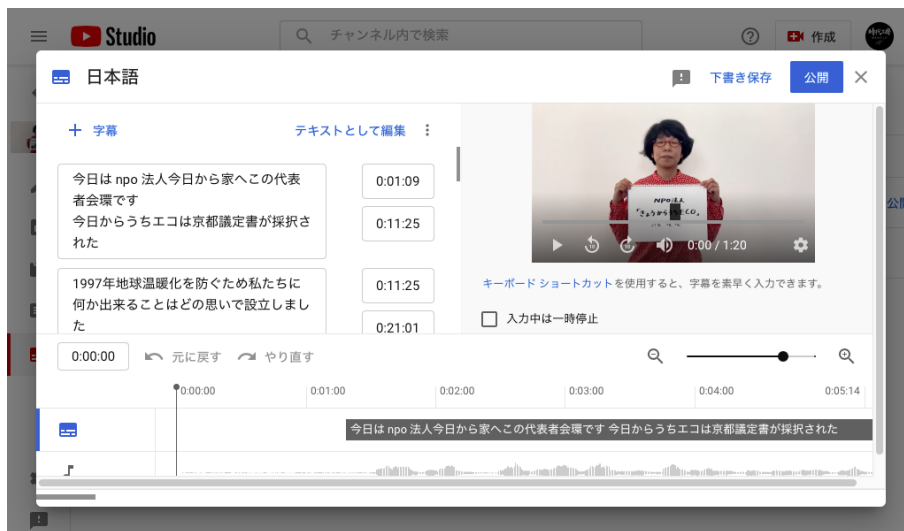 Studio
チャンネル内で検索
作成
日本語
下書き保存
公開
字幕
テキストとして編集
今日は npo 法人今日から家へこの代表
者会環です
今日からうちエコは京都議定書が採択さ
れた
0:01:09
0:11:25
1997年地球温暖化を防ぐため私たちに
何か出来ることはどの思いで設立しまし
た
0:11:25
0:21:01
NPO法人
0:00 / 1:20
キーボード ショートカットを使用すると、字幕を素早く入力できます。
入力中は一時停止
0:00:00
元に戻す
やり直す
0:00:00
0:01:00
0:02:00
0:03:00
0:04:00
0:05:14
今日は npo 法人今日から家へこの代表者会環です 今日からうちエコは京都議定書が採択された